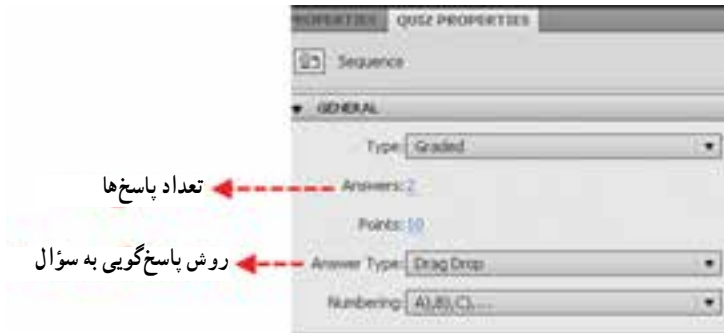 PROPERTIES QUIZ PROPERTIES
Sequence
GENERAL
Type: Graded
تعداد پاسخ‌ها
Answers: 2
Points: 10
روش پاسخ‌گویی به سؤال
Answer Type: Drag Drop
Numbering: A),B),C),....